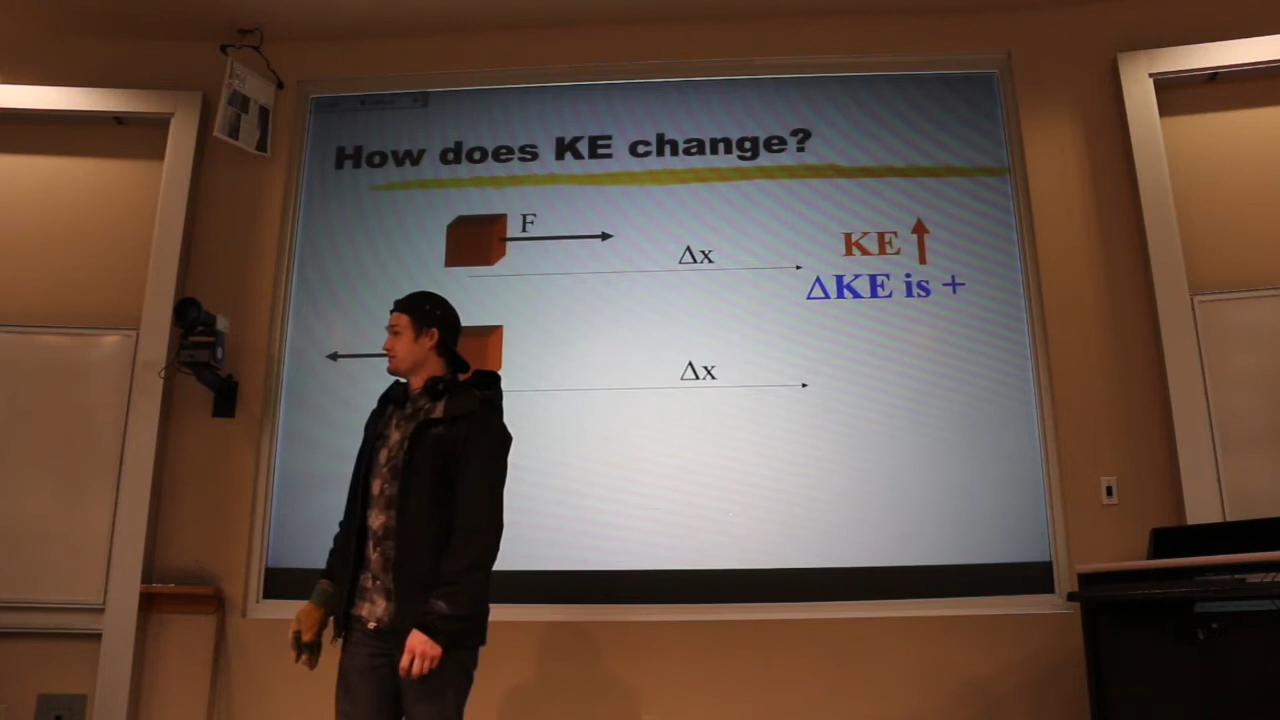 How does KE change?
F
Δx
KE
ΔKE is +
Δx